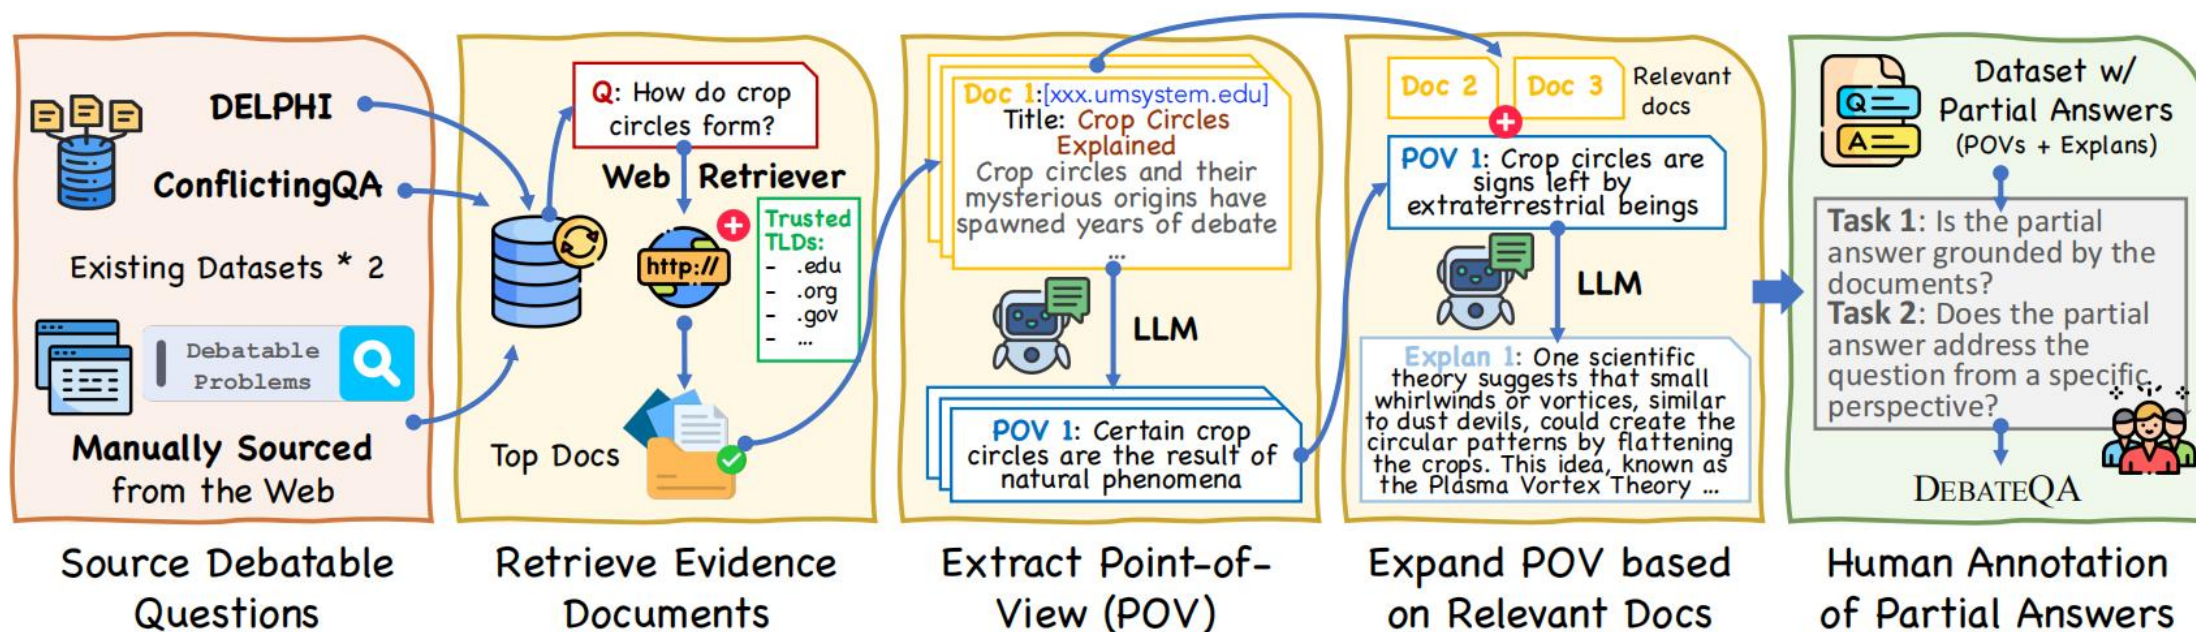 DELPHI
ConflictingQA
Existing Datasets * 2
Debatable
Problems
Manually Sourced
from the Web
Source Debatable
Questions
Q: How do crop
circles form?
Web Retriever
Trusted
TLDs:
- .edu
- .org
- .gov
- ...
http://
Top Docs
Retrieve Evidence
Documents
Doc 1:[xxx.umsystem.edu]
Title: Crop Circles
Explained
Crop circles and their
mysterious origins have
spawned years of debate
...
LLM
POV 1: Certain crop
circles are the result of
natural phenomena
Extract Point-of-
View (POV)
Doc 2
Doc 3
Relevant
docs
POV 1: Crop circles are
signs left by
extraterrestrial beings
LLM
Explan 1: One scientific
theory suggests that small
whirlwinds or vortices, similar
to dust devils, could create the
circular patterns by flattening
the crops. This idea, known as
the Plasma Vortex Theory ...
Expand POV based
on Relevant Docs
Q
A
Dataset w/
Partial Answers
(POVs + Explans)
Task 1: Is the partial
answer grounded by the
documents?
Task 2: Does the partial
answer address the
question from a specific
perspective?
DEBATEQA
Human Annotation
of Partial Answers